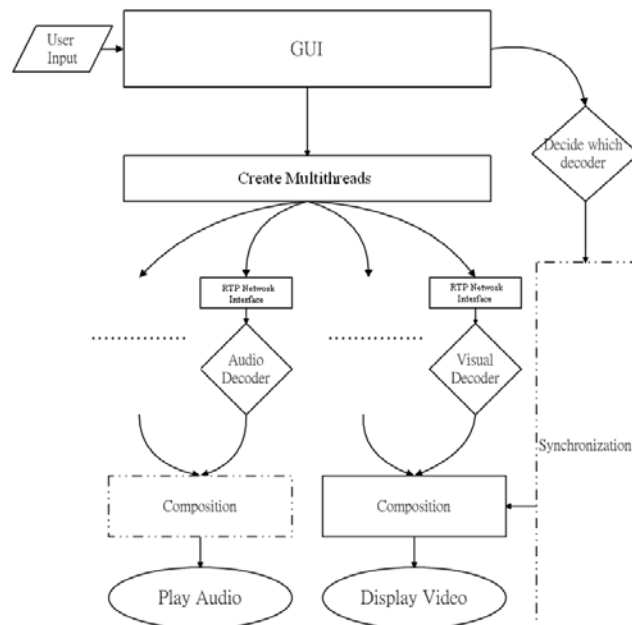 User
Input
GUI
Decide which
decoder
Create Multithreads
RTP Network
Interface
RTP Network
Interface
Audio
Decoder
Visual
Decoder
Synchronization
Composition
Composition
Play Audio
Display Video